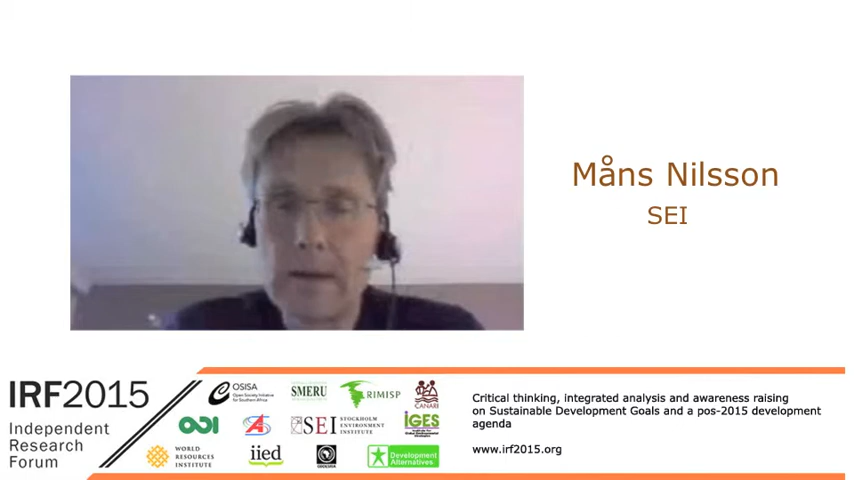 Måns Nilsson
SEI
IRF2015
Independent
Research
Forum
OSISA
Open Society Initiative
for Southern Africa
SMERU
RIMISP
CANARI
ODI
SEI
STOCKHOLM
ENVIRONMENT
INSTITUTE
IGES
WORLD
RESOURCES
INSTITUTE
iied
Development
Alternatives
Critical thinking, integrated analysis and awareness raising
on Sustainable Development Goals and a pos-2015 development
agenda
www.irf2015.org